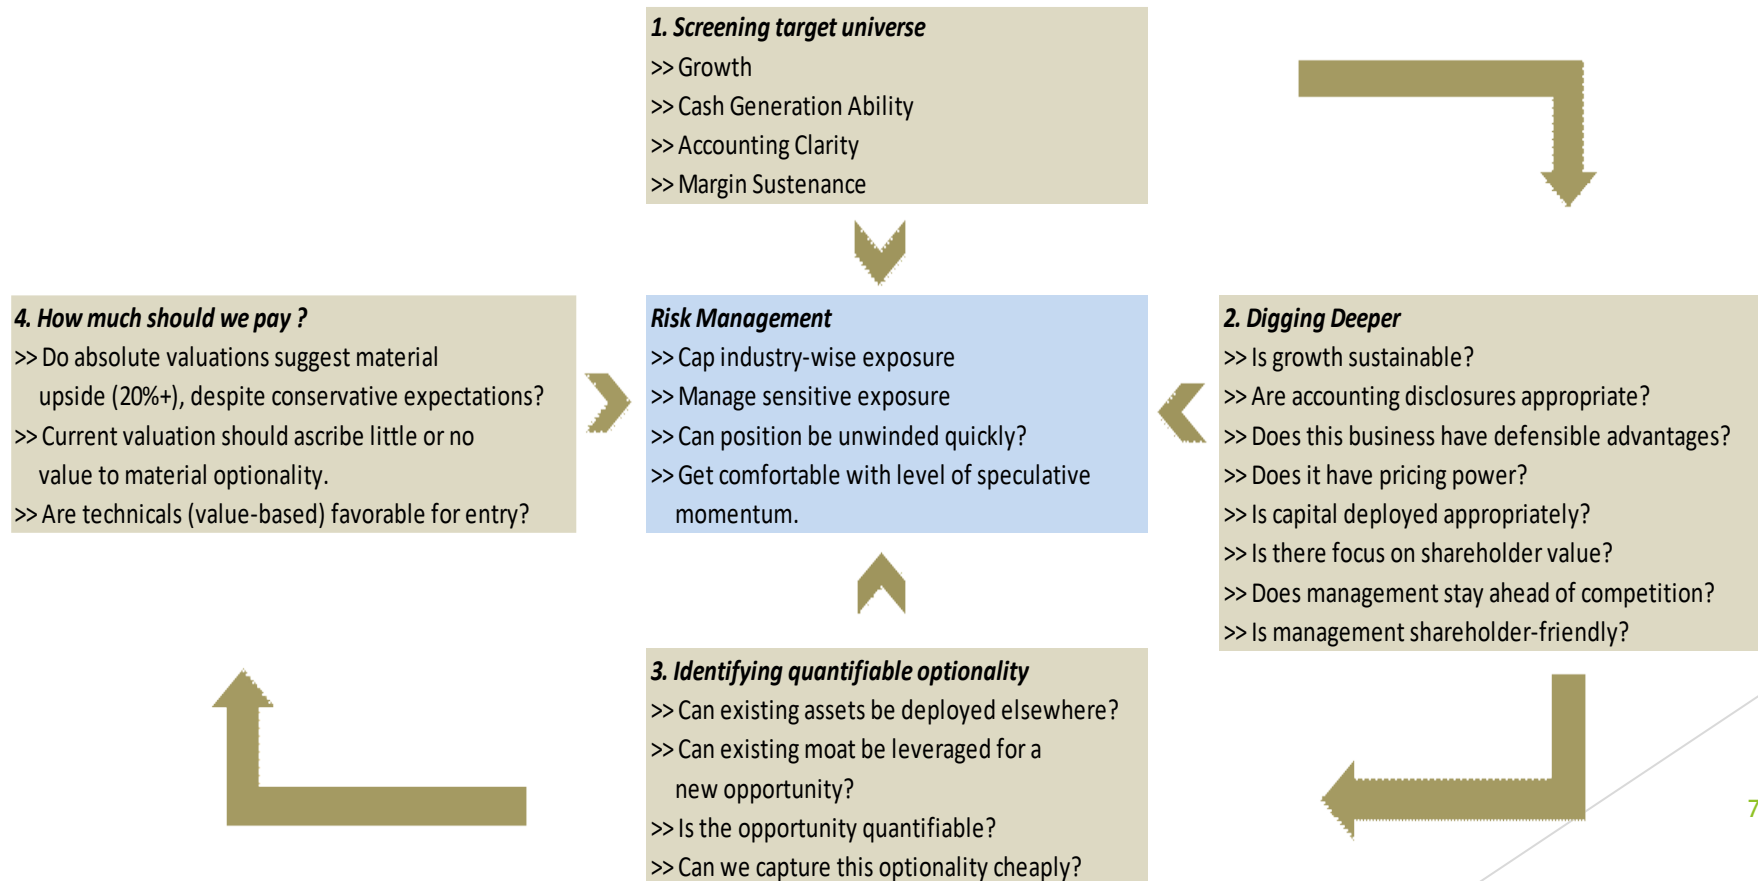 1. Screening target universe
>> Growth
>> Cash Generation Ability
>> Accounting Clarity
>> Margin Sustenance
4. How much should we pay ?
>> Do absolute valuations suggest material
upside (20%+), despite conservative expectations?
>> Current valuation should ascribe little or no
value to material optionality.
>> Are technicals (value-based) favorable for entry?
Risk Management
>> Cap industry-wise exposure
>> Manage sensitive exposure
>> Can position be unwinded quickly?
>> Get comfortable with level of speculative
momentum.
2. Digging Deeper
>> Is growth sustainable?
>> Are accounting disclosures appropriate?
>> Does this business have defensible advantages?
>> Does it have pricing power?
>> Is capital deployed appropriately?
>> Is there focus on shareholder value?
>> Does management stay ahead of competition?
>> Is management shareholder-friendly?
3. Identifying quantifiable optionality
>> Can existing assets be deployed elsewhere?
>> Can existing moat be leveraged for a
new opportunity?
>> Is the opportunity quantifiable?
>> Can we capture this optionality cheaply?
7